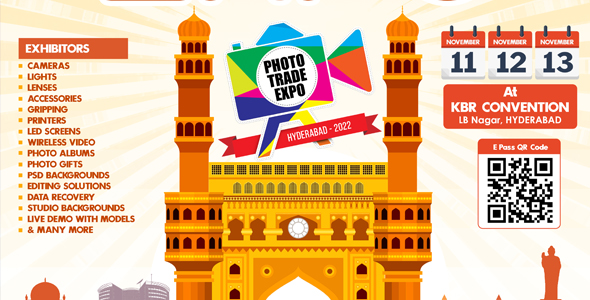 EXHIBITORS
CAMERAS
LIGHTS
LENSES
ACCESSORIES
GRIPPING
PRINTERS
LED SCREENS
WIRELESS VIDEO
PHOTO ALBUMS
PHOTO GIFTS
PSD BACKGROUNDS
EDITING SOLUTIONS
DATA RECOVERY
STUDIO BACKGROUNDS
LIVE DEMO WITH MODELS
& MANY MORE
PHOTO
TRADE
EXPO
HYDERABAD - 2022
NOVEMBER NOVEMBER NOVEMBER
11 12 13
At
KBR CONVENTION
LB Nagar, HYDERABAD
E Pass QR Code